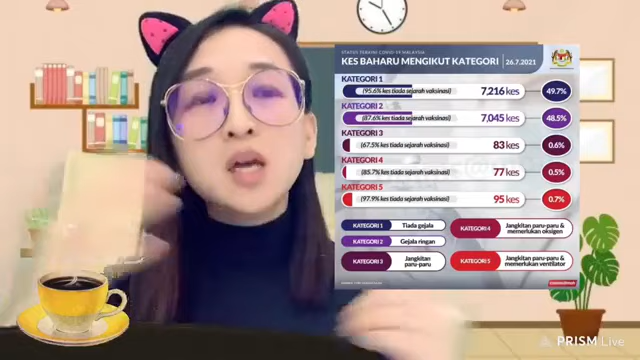 STATUS TERKINI COVID-19 MALAYSIA
KES BAHARU MENGIKUT KATEGORI | 26.7.2021
KATEGORI 1
(95.6% kes tiada sejarah vaksinasi) 7,216 kes 49.7%
KATEGORI 2
(87.6% kes tiada sejarah vaksinasi) 7,045 kes 48.5%
KATEGORI 3
(67.5% kes tiada sejarah vaksinasi) 83 kes 0.6%
KATEGORI 4
(85.7% kes tiada sejarah vaksinasi) 77 kes 0.5%
KATEGORI 5
(97.9% kes tiada sejarah vaksinasi) 95 kes 0.7%
KATEGORI 1 Tiada gejala
KATEGORI 2 Gejala ringan
KATEGORI 3 Jangkitan
paru-paru
KATEGORI 4 Jangkitan paru-paru &
memerlukan oksigen
KATEGORI 5 Jangkitan paru-paru &
memerlukan ventilator
PRISM Live